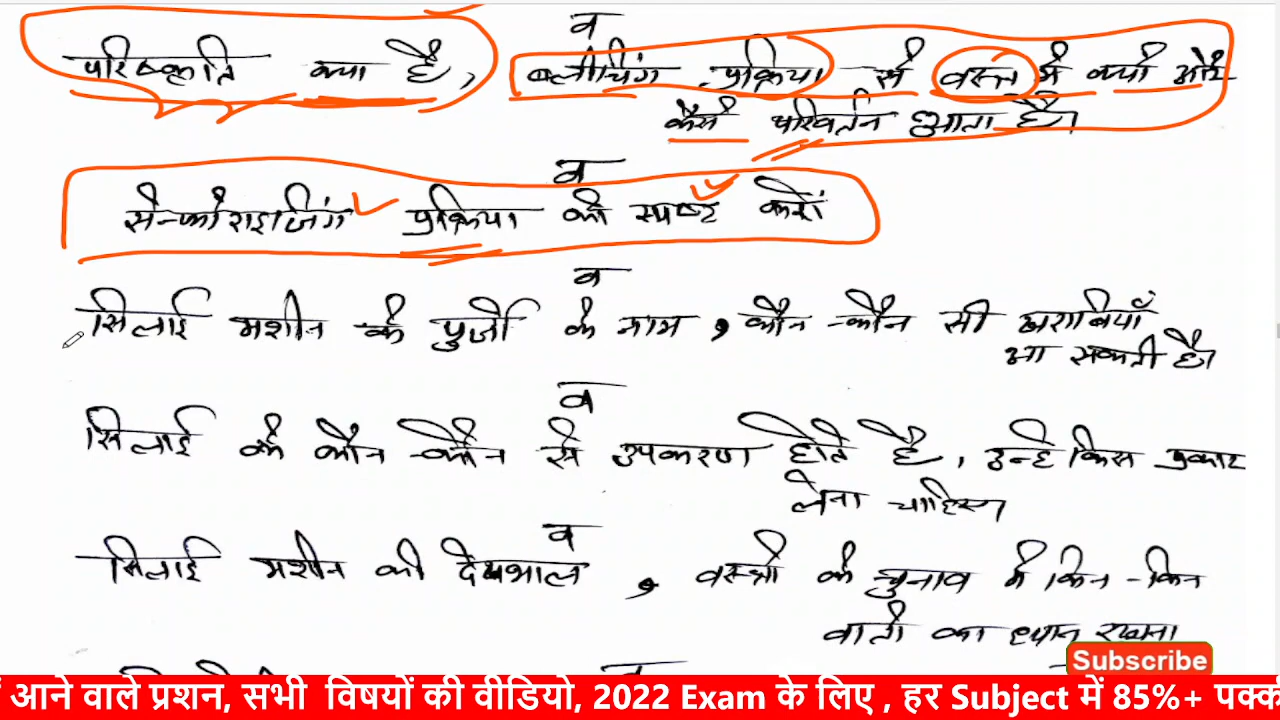 व
परिष्कृति क्या है, ब्लीचिंग प्रक्रिया से वस्त्र में क्यों और
कैसे परिवर्तन आता है।
व
सेन्फोराइजिंग प्रक्रिया को स्पष्ट करों
व
सिलाई मशीन के पुर्जो के नाम, कौन-कौन सी खराबियाँ
आ सकती है।
व
सिलाई के कौन-कौन से उपकरण होते है, उन्हे किस प्रकार
लेना चाहिए
व
सिलाई मशीन की देखभाल, वस्त्रो के चुनाव में किन-किन
वातो का ध्यान रखना
Subscribe
व
आने वाले प्रशन, सभी विषयों की वीडियो, 2022 Exam के लिए , हर Subject में 85%+ पक्की